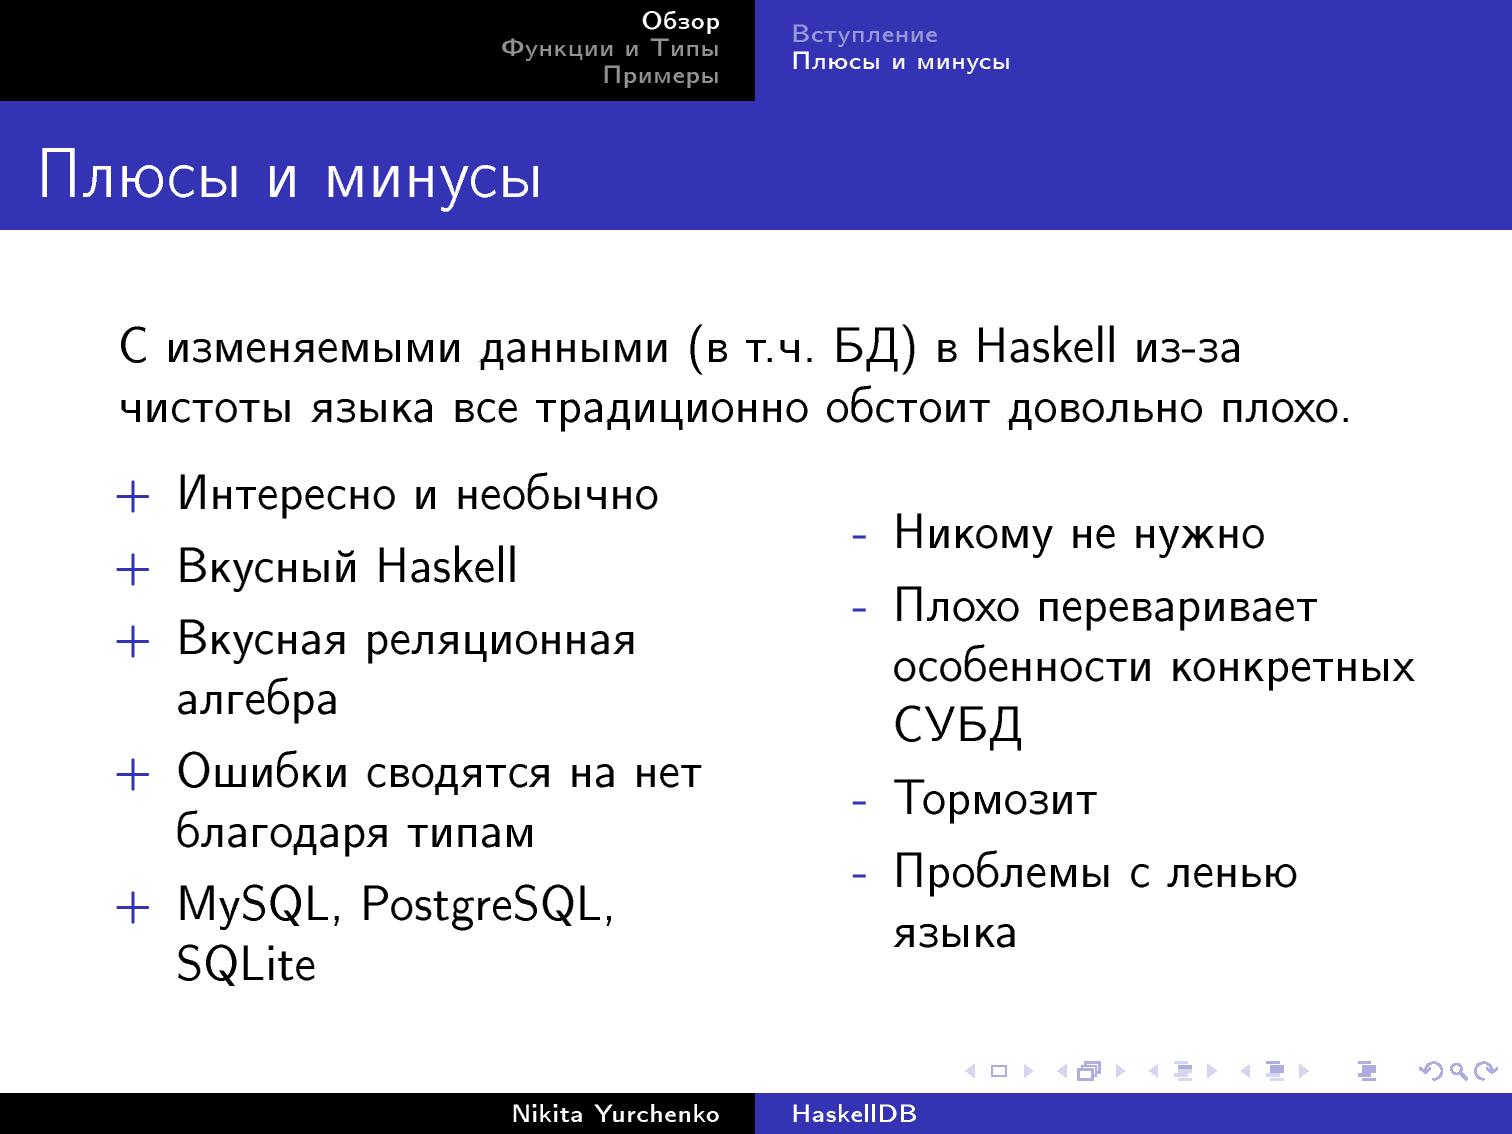 Обзор
Функции и Типы
Примеры
Вступление
Плюсы и минусы
Плюсы и минусы
С изменяемыми данными (в т.ч. БД) в Haskell из-за
чистоты языка все традиционно обстоит довольно плохо.
+ Интересно и необычно
+ Вкусный Haskell
+ Вкусная реляционная
алгебра
+ Ошибки сводятся на нет
благодаря типам
+ MySQL, PostgreSQL,
SQLite
- Никому не нужно
- Плохо переваривает
особенности конкретных
СУБД
- Тормозит
- Проблемы с ленью
языка
Nikita Yurchenko
HaskellDB